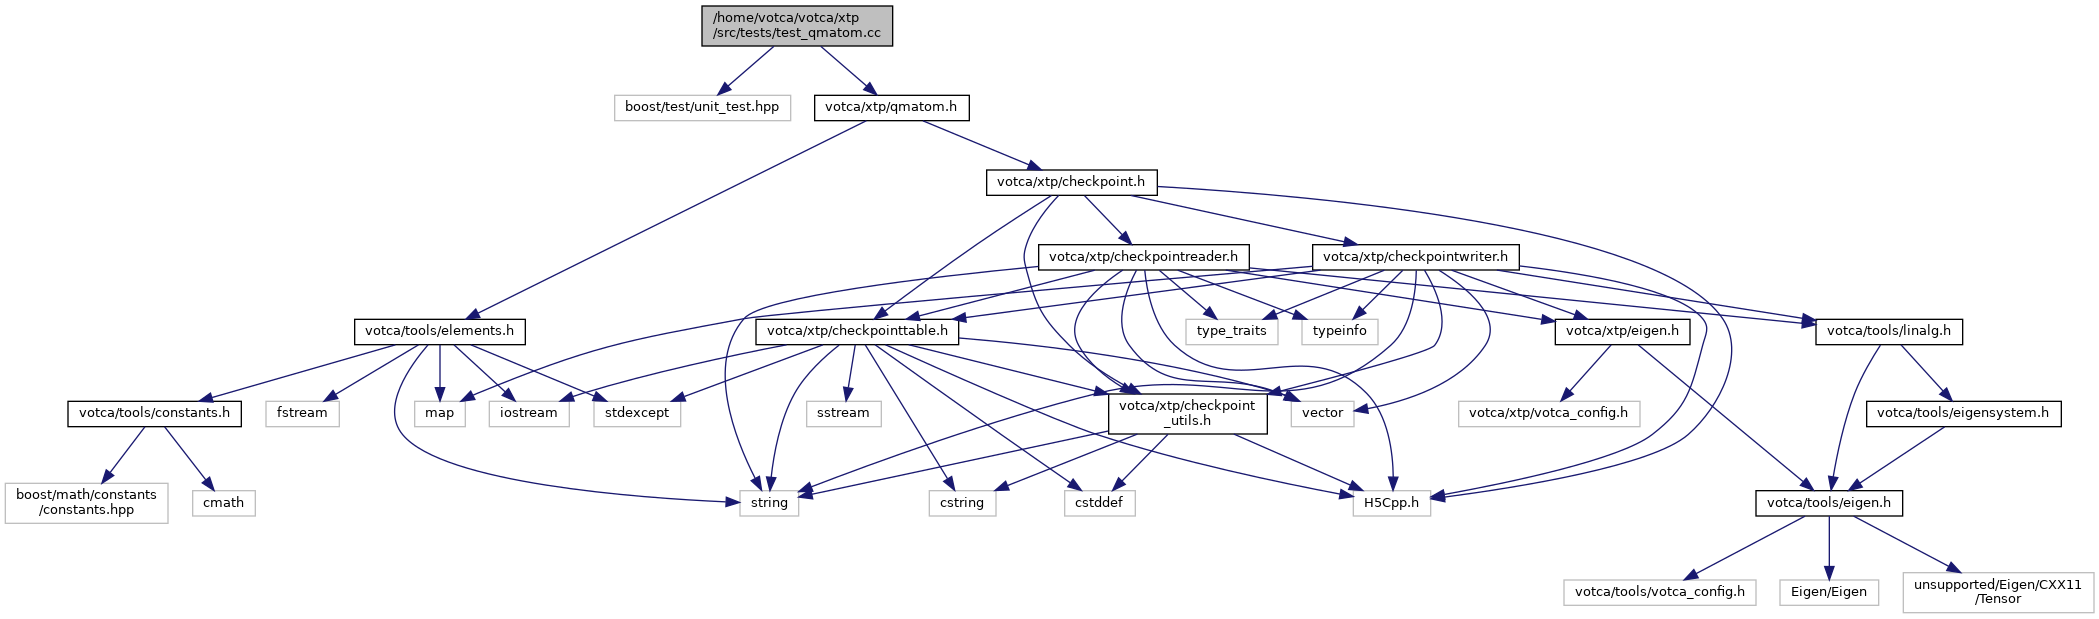 /home/votca/votca/xtp
/src/tests/test_qmatom.cc
boost/test/unit_test.hpp
votca/xtp/qmatom.h
votca/xtp/checkpoint.h
votca/xtp/checkpointreader.h
votca/xtp/checkpointwriter.h
votca/tools/elements.h
votca/xtp/checkpointtable.h
type_traits
typeinfo
votca/xtp/eigen.h
votca/tools/linalg.h
votca/tools/constants.h
fstream
map
iostream
stdexcept
sstream
votca/xtp/checkpoint
_utils.h
vector
votca/xtp/votca_config.h
votca/tools/eigensystem.h
boost/math/constants
/constants.hpp
cmath
string
cstring
cstddef
H5Cpp.h
votca/tools/eigen.h
votca/tools/votca_config.h
Eigen/Eigen
unsupported/Eigen/CXX11
/Tensor